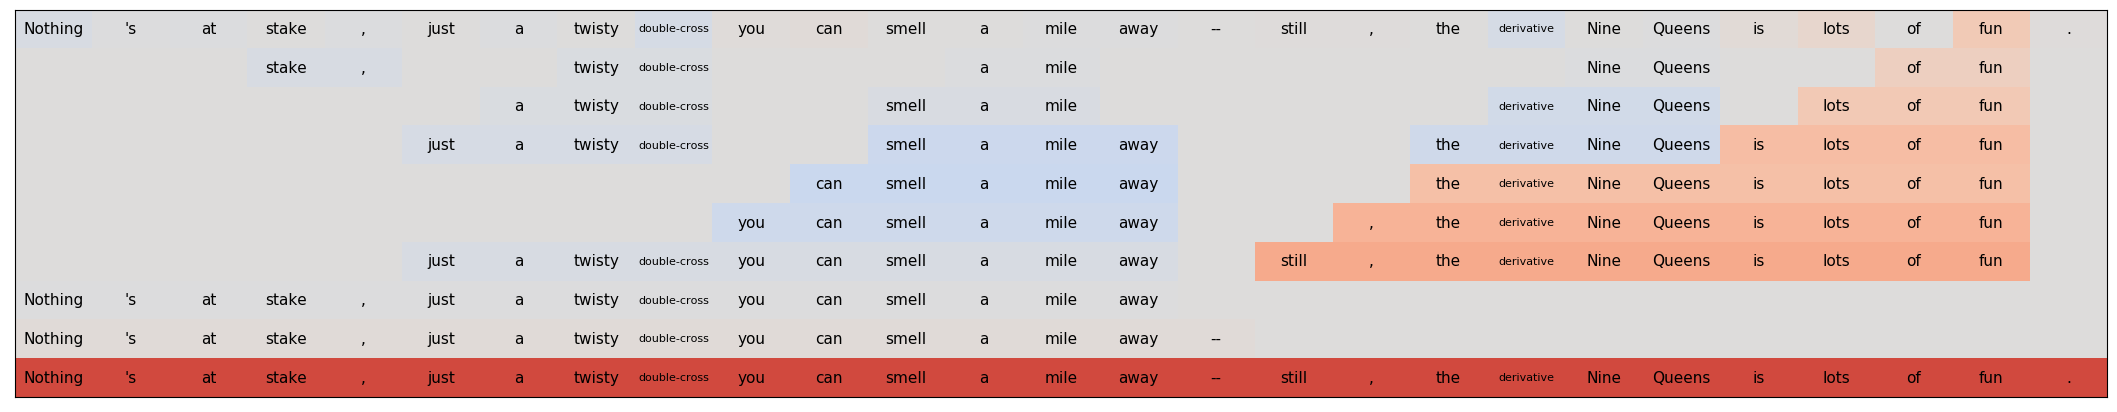 Nothing 's at stake , just a twisty double-cross you can smell a mile away -- still , the derivative Nine Queens is lots of fun .
stake , twisty double-cross a mile Nine Queens of fun
a twisty double-cross smell a mile derivative Nine Queens lots of fun
just a twisty double-cross smell a mile away the derivative Nine Queens is lots of fun
can smell a mile away the derivative Nine Queens is lots of fun
you can smell a mile away , the derivative Nine Queens is lots of fun
just a twisty double-cross you can smell a mile away still , the derivative Nine Queens is lots of fun
Nothing 's at stake , just a twisty double-cross you can smell a mile away
Nothing 's at stake , just a twisty double-cross you can smell a mile away --
Nothing 's at stake , just a twisty double-cross you can smell a mile away -- still , the derivative Nine Queens is lots of fun .